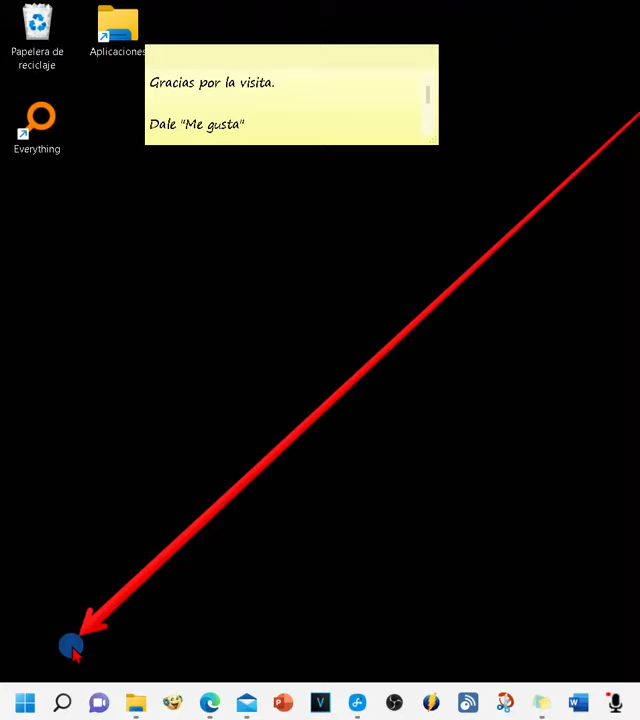 Papelera de
reciclaje
Aplicaciones
Everything
Gracias por la visita.
Dale "Me gusta"